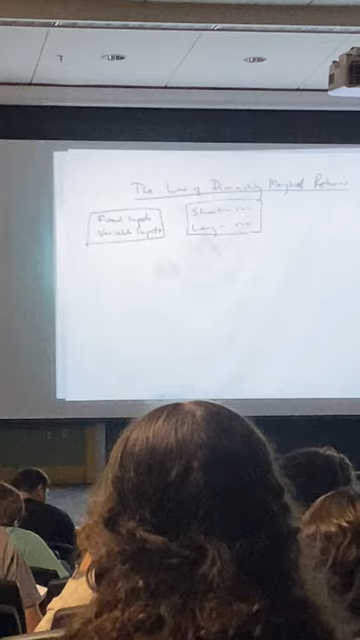 The Law of Diminishing Marginal Returns
Fixed inputs
Variable inputs
Short-run
Long-run